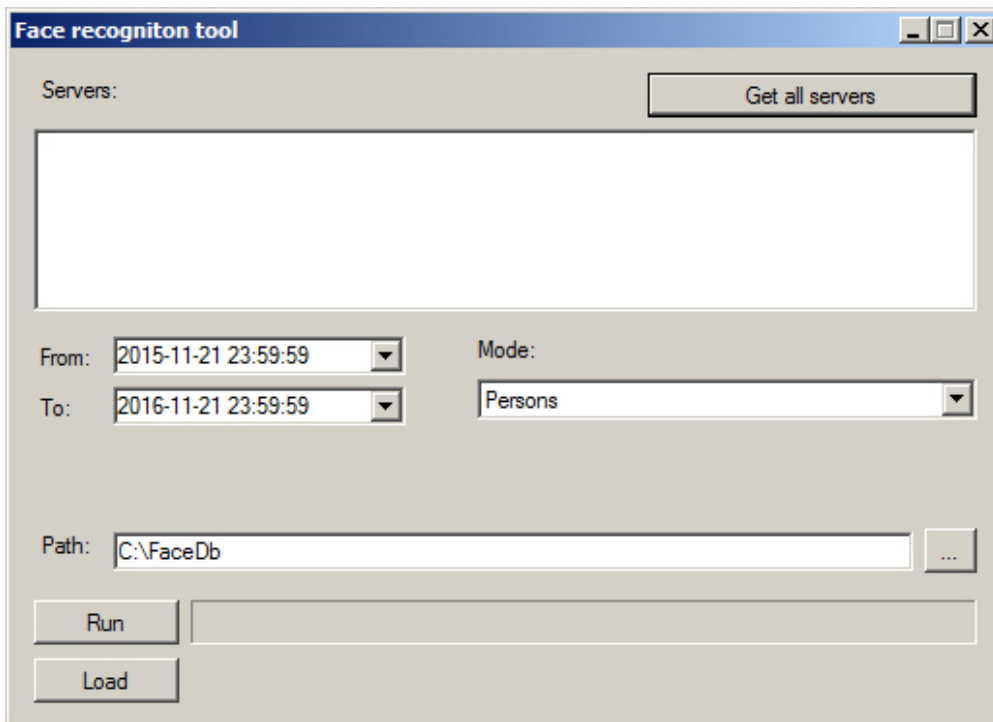 Face recogniton tool
Servers:
Get all servers
From: 2015-11-21 23:59:59
Mode:
To: 2016-11-21 23:59:59
Persons
Path: C:\FaceDb ...
Run
Load